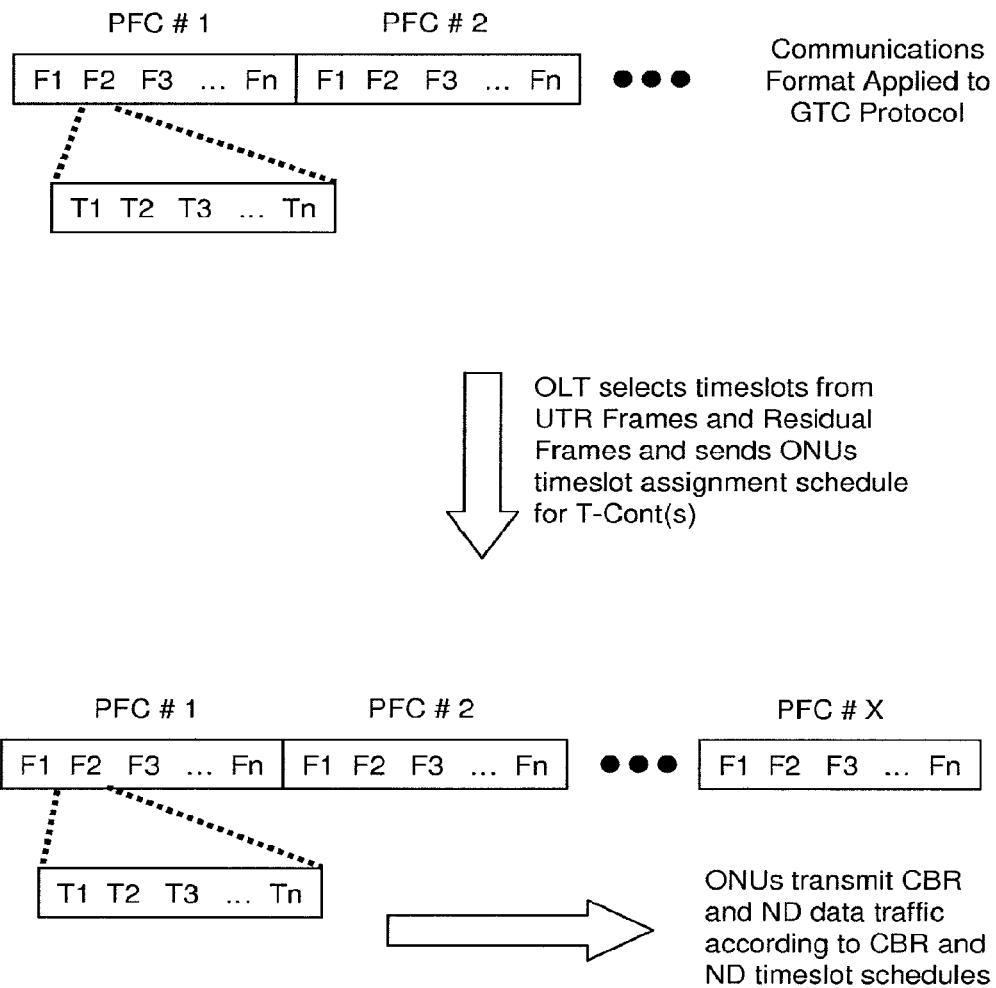 PFC # 1 PFC # 2
F1 F2 F3 ... Fn F1 F2 F3 ... Fn
Communications
Format Applied to
GTC Protocol
T1 T2 T3 ... Tn
OLT selects timeslots from
UTR Frames and Residual
Frames and sends ONUs
timeslot assignment schedule
for T-Cont(s)
PFC # 1 PFC # 2 PFC # X
F1 F2 F3 ... Fn F1 F2 F3 ... Fn F1 F2 F3 ... Fn
T1 T2 T3 ... Tn
ONUs transmit CBR
and ND data traffic
according to CBR and
ND timeslot schedules